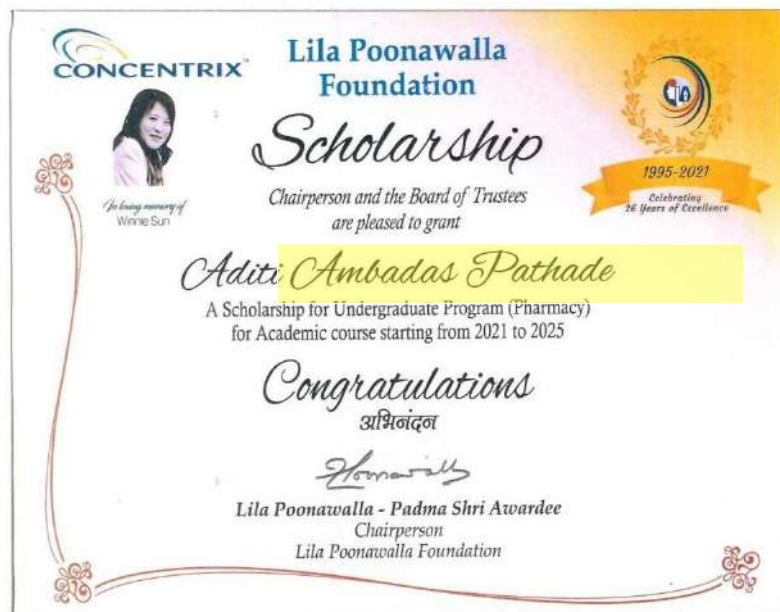 CONCENTRIX
Lila Poonawalla
Foundation
1995-2021
Celebrating
26 Years of Excellence
In loving memory of
Winnie Sun
Scholarship
Chairperson and the Board of Trustees
are pleased to grant
Aditi Ambadas Pathade
A Scholarship for Undergraduate Program (Pharmacy)
for Academic course starting from 2021 to 2025
Congratulations
अभिनंदन
Lila Poonawalla - Padma Shri Awardee
Chairperson
Lila Poonawalla Foundation